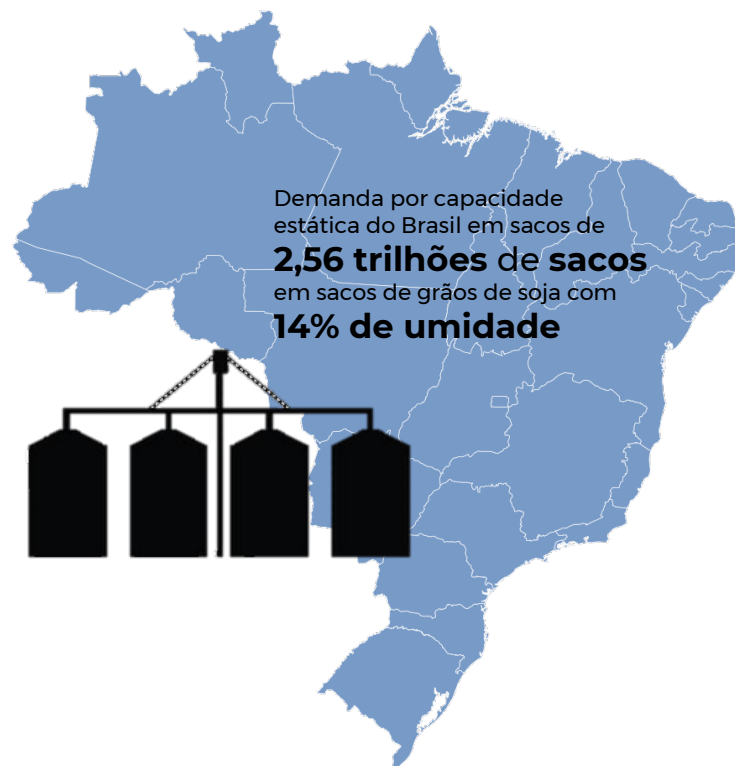 Demanda por capacidade
estática do Brasil em sacos de
2,56 trilhões de sacos
em sacos de grãos de soja com
14% de umidade